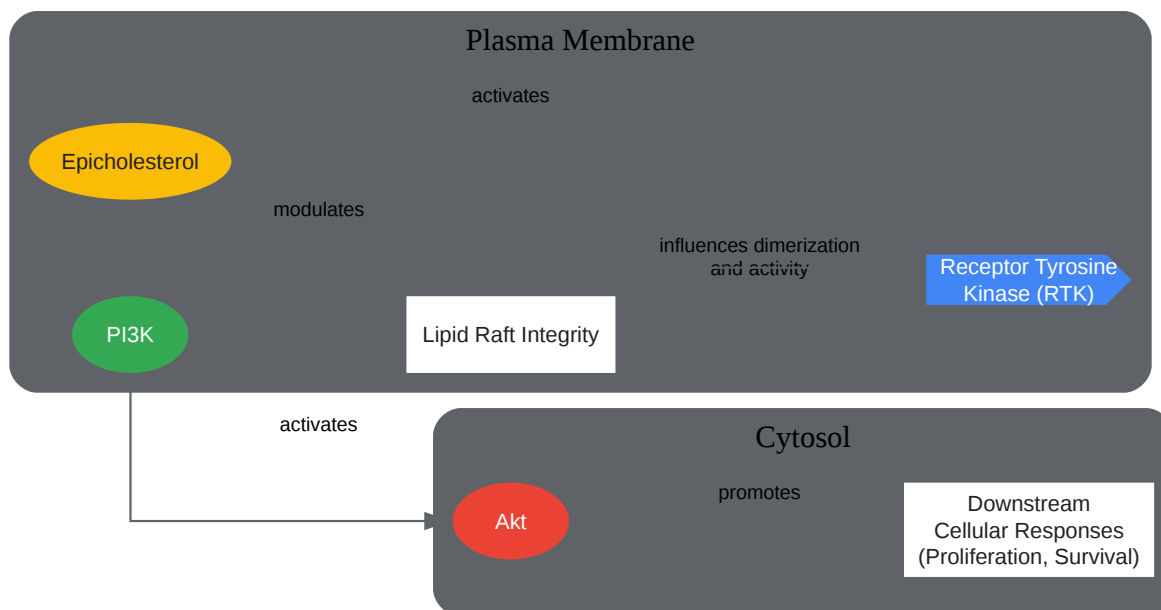 Plasma Membrane
activates
Epicholesterol
modulates
influences dimerization
and activity
Receptor Tyrosine
Kinase (RTK)
PI3K
Lipid Raft Integrity
activates
Cytosol
promotes
Akt
Downstream
Cellular Responses
(Proliferation, Survival)